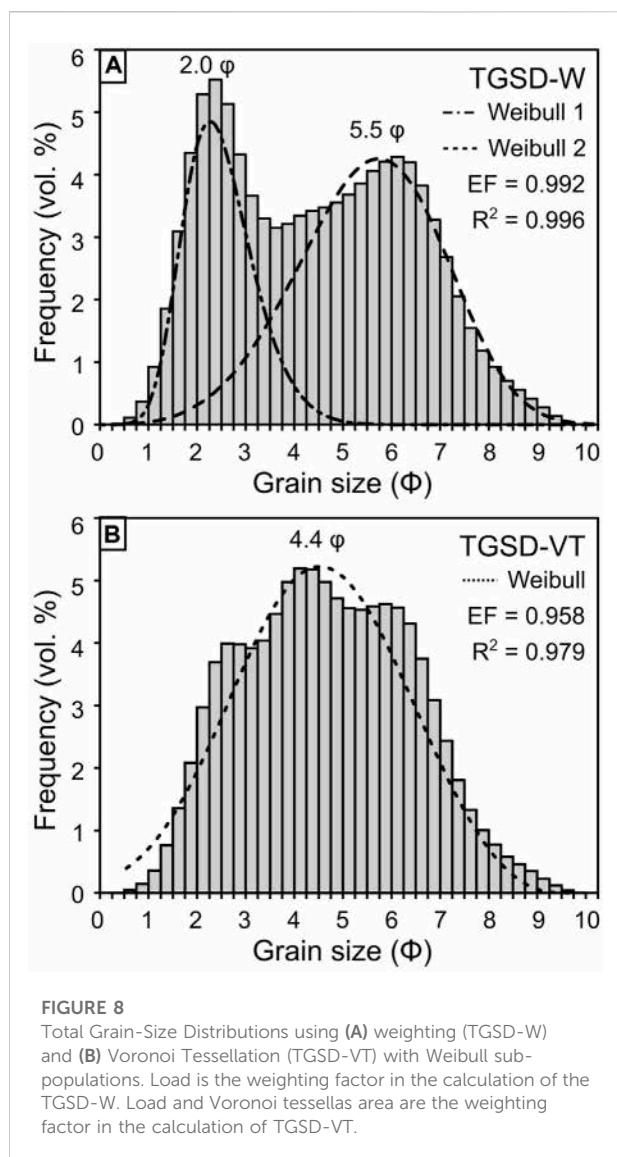 A
TGSD-W
2.0 φ
5.5 φ
Weibull 1
Weibull 2
EF = 0.992
R² = 0.996
Frequency (vol. %)
6
5
4
3
2
1
0
0 1 2 3 4 5 6 7 8 9 10
Grain size (Φ)
B
TGSD-VT
4.4 φ
Weibull
EF = 0.958
R² = 0.979
Frequency (vol. %)
6
5
4
3
2
1
0
0 1 2 3 4 5 6 7 8 9 10
Grain size (Φ)
FIGURE 8
Total Grain-Size Distributions using (A) weighting (TGSD-W)
and (B) Voronoi Tessellation (TGSD-VT) with Weibull sub-
populations. Load is the weighting factor in the calculation of the
TGSD-W. Load and Voronoi tessellas area are the weighting
factor in the calculation of TGSD-VT.